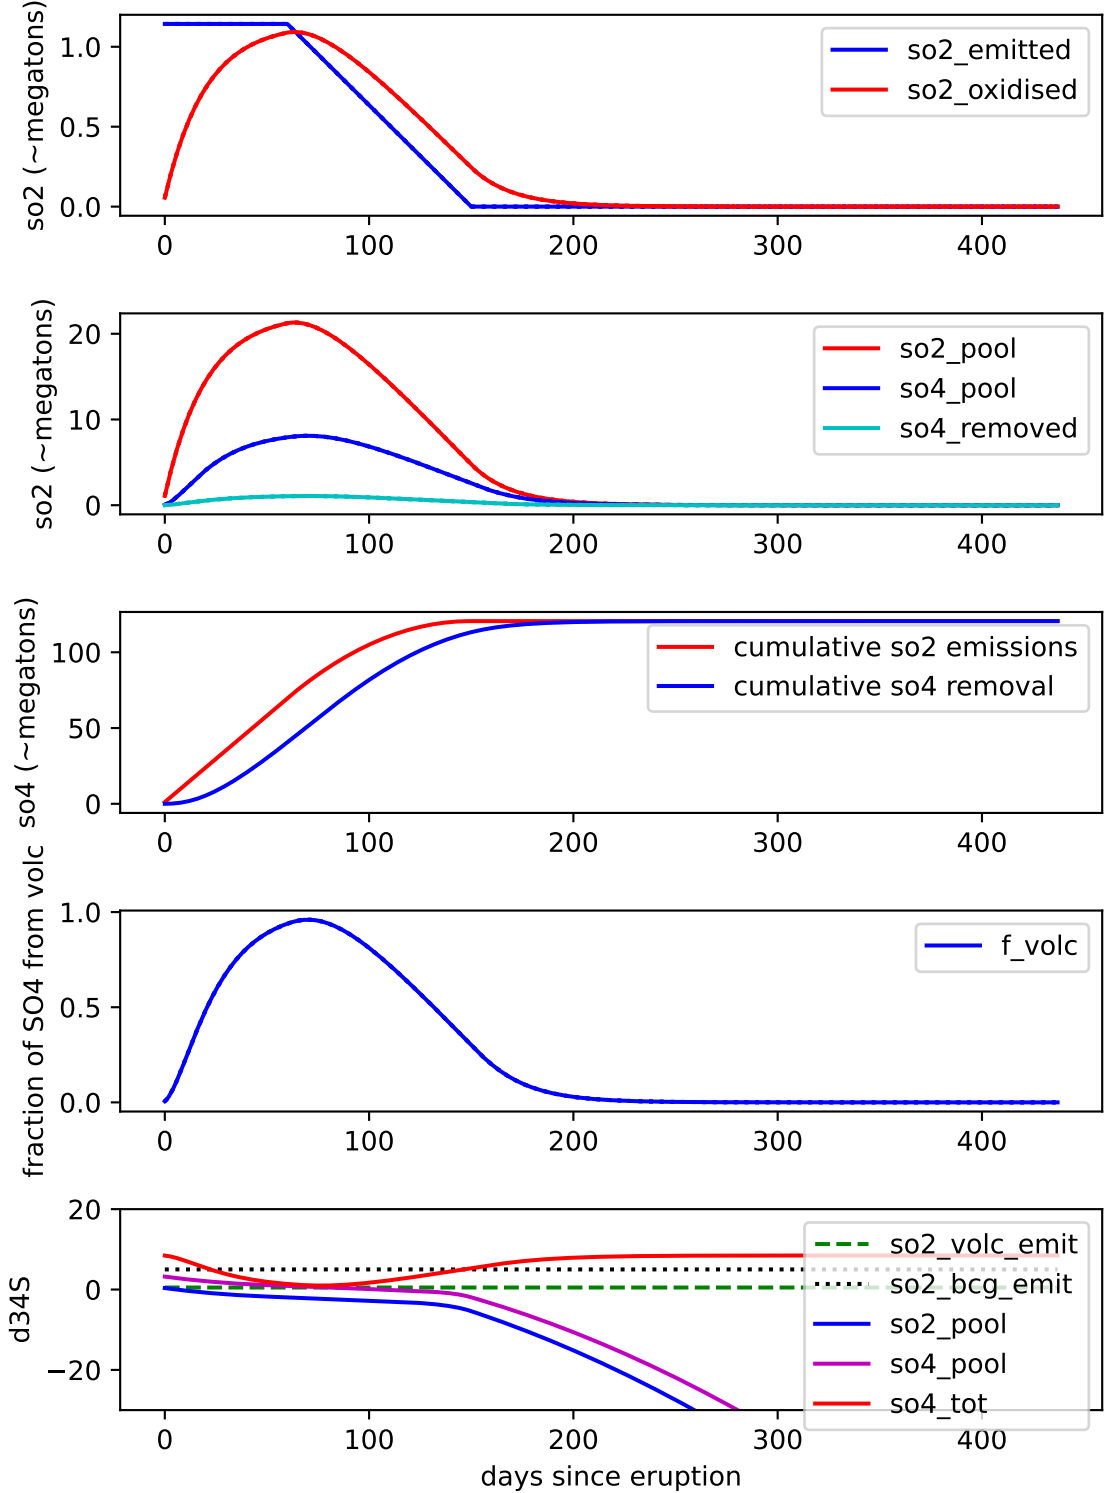 so2 (~megatons)
1.0
0.5
0.0
so2_emitted
so2_oxidised
0 100 200 300 400
so2 (~megatons)
20
10
0
so2_pool
so4_pool
so4_removed
0 100 200 300 400
so4 (~megatons)
100
50
0
cumulative so2 emissions
cumulative so4 removal
0 100 200 300 400
fraction of SO4 from volc
1.0
0.5
0.0
f_volc
0 100 200 300 400
d34S
20
0
−20
so2_volc_emit
so2_bcg_emit
so2_pool
so4_pool
so4_tot
0 100 200 300 400
days since eruption